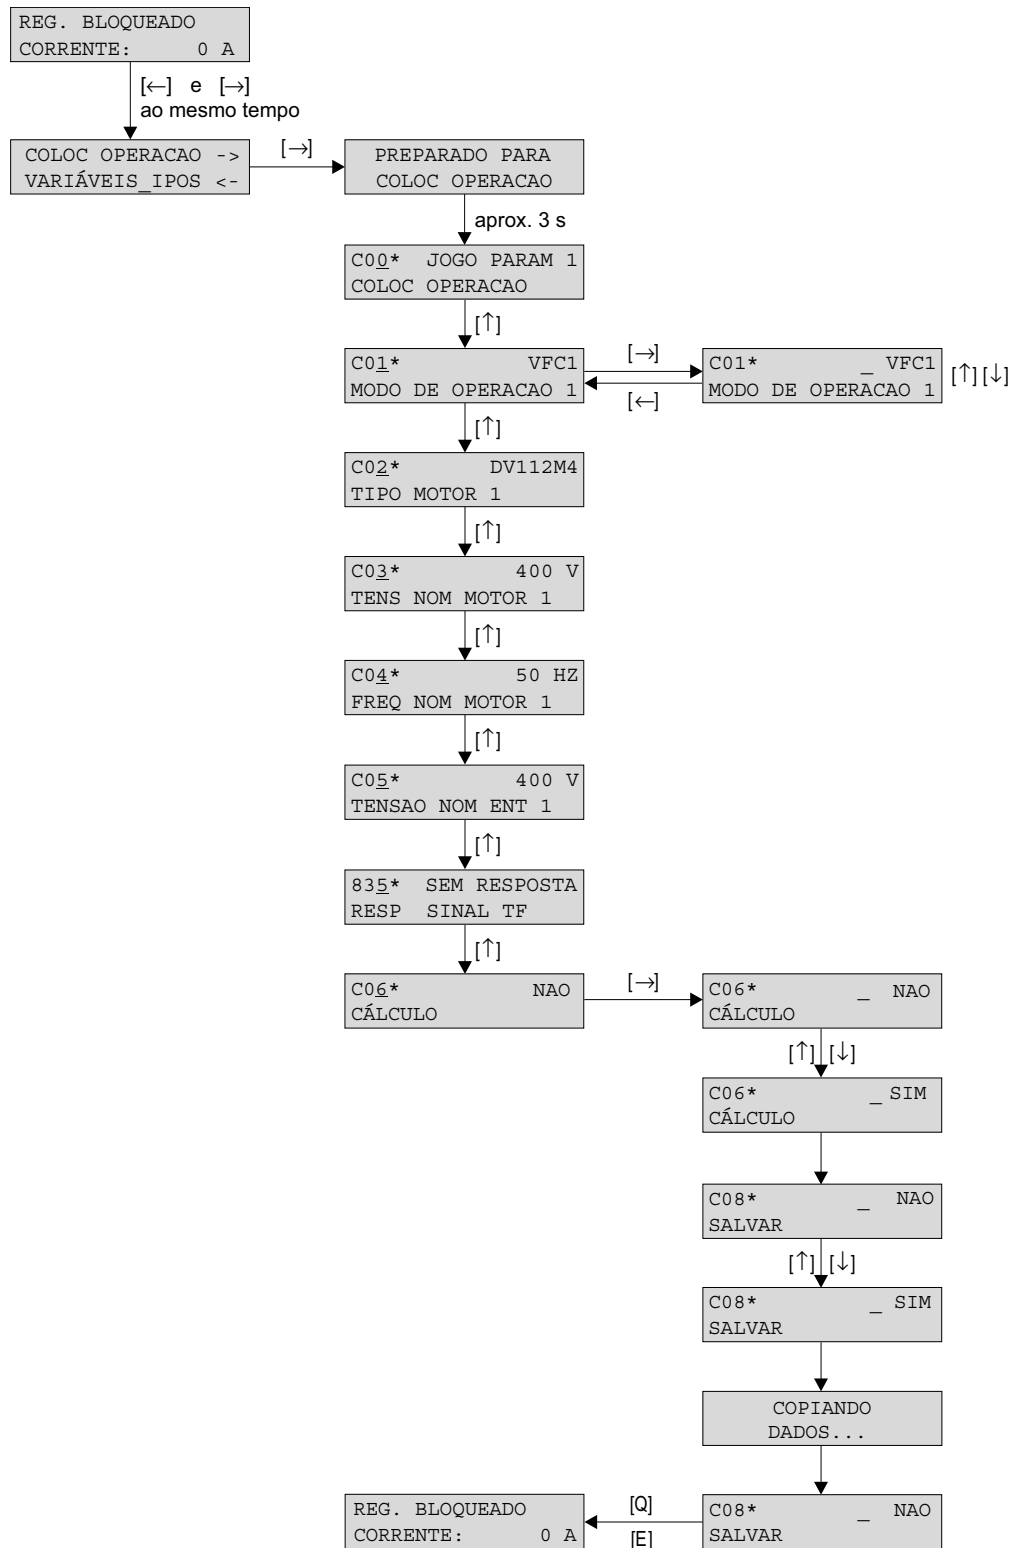 REG. BLOQUEADO
CORRENTE: 0 A
[←] e [→]
ao mesmo tempo
COLOC OPERACAO ->
VARIÁVEIS_IPOS <-
[→]
PREPARADO PARA
COLOC OPERACAO
aprox. 3 s
C00* JOGO PARAM 1
COLOC OPERACAO
[↑]
C01* VFC1
MODO DE OPERACAO 1
[→]
[←]
C01* _ VFC1
MODO DE OPERACAO 1
[↑] [↓]
[↑]
C02* DV112M4
TIPO MOTOR 1
[↑]
C03* 400 V
TENS NOM MOTOR 1
[↑]
C04* 50 HZ
FREQ NOM MOTOR 1
[↑]
C05* 400 V
TENSAO NOM ENT 1
[↑]
835* SEM RESPOSTA
RESP SINAL TF
[↑]
C06* NAO
CÁLCULO
[→]
C06* _ NAO
CÁLCULO
[↑] [↓]
C06* _ SIM
CÁLCULO
C08* _ NAO
SALVAR
[↑] [↓]
C08* _ SIM
SALVAR
COPIANDO
DADOS...
C08* _ NAO
SALVAR
[Q]
[E]
REG. BLOQUEADO
CORRENTE: 0 A